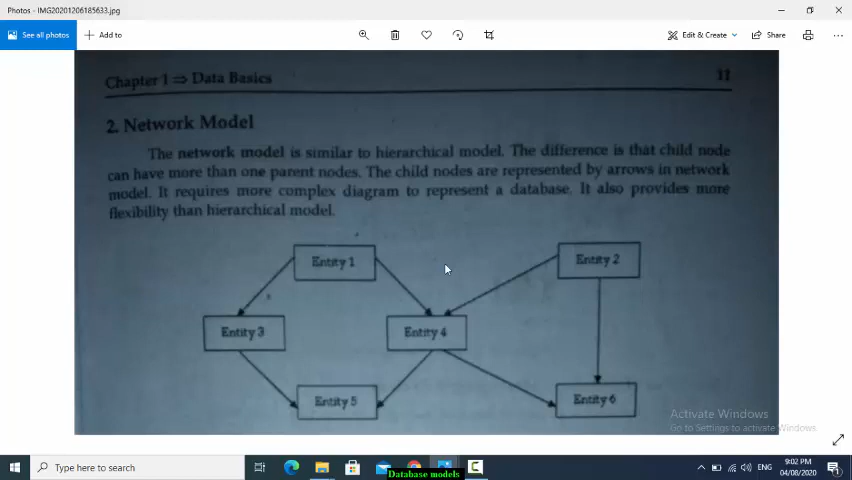 Photos - IMG20201206185633.jpg
See all photos
Add to
Edit & Create
Share
Chapter 1 ⇒ Data Basics
11
2. Network Model
The network model is similar to hierarchical model. The difference is that child node
can have more than one parent nodes. The child nodes are represented by arrows in network
model. It requires more complex diagram to represent a database. It also provides more
flexibility than hierarchical model.
Entity 1
Entity 2
Entity 3
Entity 4
Entity 5
Entity 6
Activate Windows
Go to Settings to activate Windows.
Type here to search
ENG
9:02 PM
04/08/2020
Database models